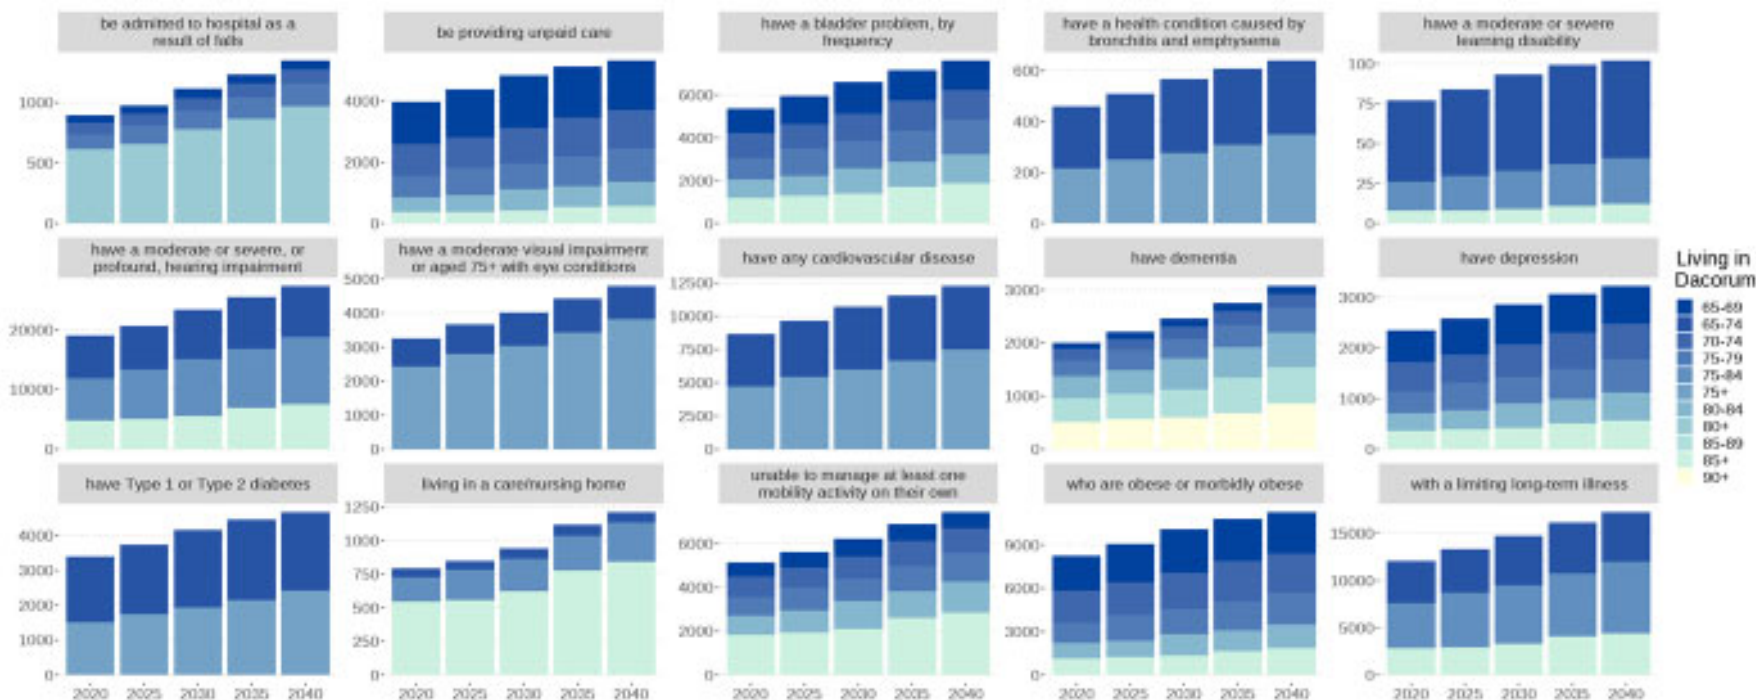 be admitted to hospital as a
result of falls
be providing unpaid care
have a bladder problem, by
frequency
have a health condition caused by
bronchitis and emphysema
have a moderate or severe
learning disability
1000
500
0
4000
2000
0
6000
4000
2000
0
600
400
200
0
100
75
50
25
0
have a moderate or severe, or
profound, hearing impairment
have a moderate visual impairment
or aged 75+ with eye conditions
have any cardiovascular disease
have dementia
have depression
20000
10000
0
5000
4000
3000
2000
1000
0
12500
10000
7500
5000
2500
0
3000
2000
1000
0
3000
2000
1000
0
Living in
Dacorum
65-69
65-74
70-74
75-79
75-84
75+
80-84
80+
85-89
85+
90+
have Type 1 or Type 2 diabetes
living in a care/nursing home
unable to manage at least one
mobility activity on their own
who are obese or morbidly obese
with a limiting long-term illness
4000
3000
2000
1000
0
1250
1000
750
500
250
0
6000
4000
2000
0
9000
6000
3000
0
15000
10000
5000
0
2020 2025 2030 2035 2040
2020 2025 2030 2035 2040
2020 2025 2030 2035 2040
2020 2025 2030 2035 2040
2020 2025 2030 2035 2040